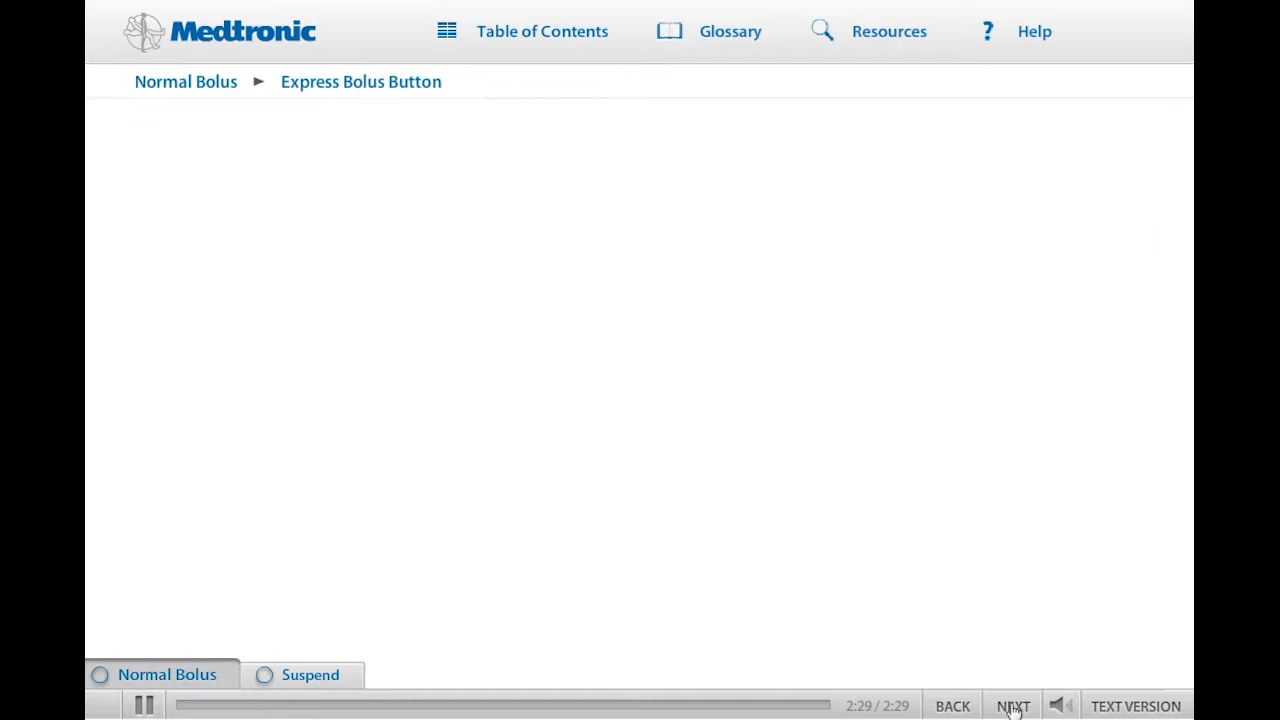 Medtronic Table of Contents Glossary Resources ? Help
Normal Bolus ► Express Bolus Button
Normal Bolus Suspend
2:29 / 2:29 BACK NEXT TEXT VERSION